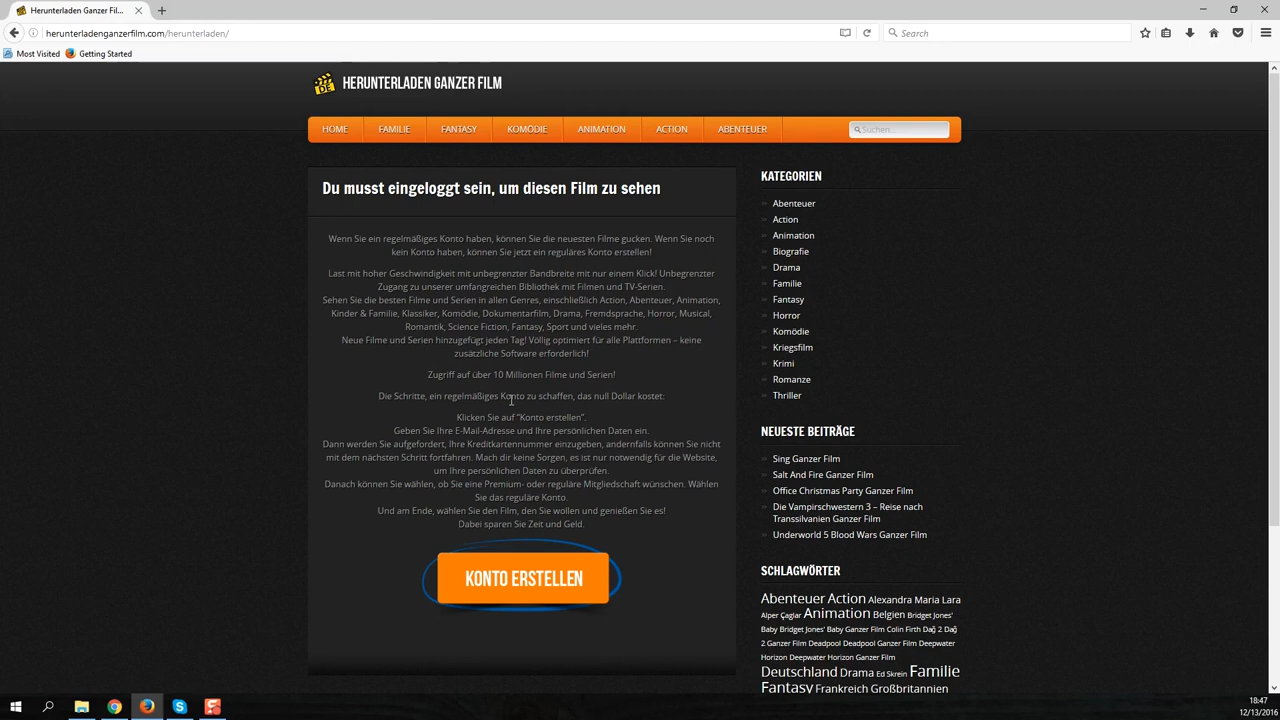 Herunterladen Ganzer Fil...
herunterladenganzerfilm.com/herunterladen/
Search
Most Visited
Getting Started
DE
HERUNTERLADEN GANZER FILM
HOME
FAMILIE
FANTASY
KOMÖDIE
ANIMATION
ACTION
ABENTEUER
Suchen...
Du musst eingeloggt sein, um diesen Film zu sehen
Wenn Sie ein regelmäßiges Konto haben, können Sie die neuesten Filme gucken. Wenn Sie noch
kein Konto haben, können Sie jetzt ein reguläres Konto erstellen!
Last mit hoher Geschwindigkeit mit unbegrenzter Bandbreite mit nur einem Klick! Unbegrenzter
Zugang zu unserer umfangreichen Bibliothek mit Filmen und TV-Serien.
Sehen Sie die besten Filme und Serien in allen Genres, einschließlich Action, Abenteuer, Animation,
Kinder & Familie, Klassiker, Komödie, Dokumentarfilm, Drama, Fremdsprache, Horror, Musical,
Romantik, Science Fiction, Fantasy, Sport und vieles mehr.
Neue Filme und Serien hinzugefügt jeden Tag! Völlig optimiert für alle Plattformen – keine
zusätzliche Software erforderlich!
Zugriff auf über 10 Millionen Filme und Serien!
Die Schritte, ein regelmäßiges Konto zu schaffen, das null Dollar kostet:
Klicken Sie auf "Konto erstellen".
Geben Sie Ihre E-Mail-Adresse und Ihre persönlichen Daten ein.
Dann werden Sie aufgefordert, Ihre Kreditkartennummer einzugeben, andernfalls können Sie nicht
mit dem nächsten Schritt fortfahren. Mach dir keine Sorgen, es ist nur notwendig für die Website,
um Ihre persönlichen Daten zu überprüfen.
Danach können Sie wählen, ob Sie eine Premium- oder reguläre Mitgliedschaft wünschen. Wählen
Sie das reguläre Konto.
Und am Ende, wählen Sie den Film, den Sie wollen und genießen Sie es!
Dabei sparen Sie Zeit und Geld.
KONTO ERSTELLEN
KATEGORIEN
Abenteuer
Action
Animation
Biografie
Drama
Familie
Fantasy
Horror
Komödie
Kriegsfilm
Krimi
Romanze
Thriller
NEUESTE BEITRÄGE
Sing Ganzer Film
Salt And Fire Ganzer Film
Office Christmas Party Ganzer Film
Die Vampirschwestern 3 – Reise nach
Transsilvanien Ganzer Film
Underworld 5 Blood Wars Ganzer Film
SCHLAGWÖRTER
Abenteuer Action Alexandra Maria Lara
Alper Çaglar Animation Belgien Bridget Jones'
Baby Bridget Jones' Baby Ganzer Film Colin Firth Dağ 2 Dağ
2 Ganzer Film Deadpool Deadpool Ganzer Film Deepwater
Horizon Deepwater Horizon Ganzer Film
Deutschland Drama Ed Skrein Familie
Fantasy Frankreich Großbritannien
18:47
12/13/2016